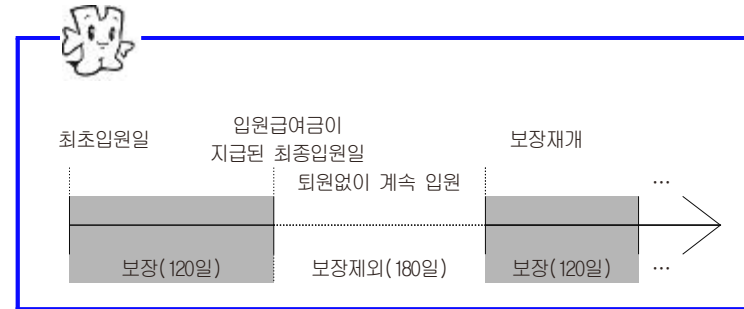 최초입원일
입원급여금이
지급된 최종입원일
보장재개
퇴원없이 계속 입원
…
보장(120일)
보장제외(180일)
보장(120일)
…